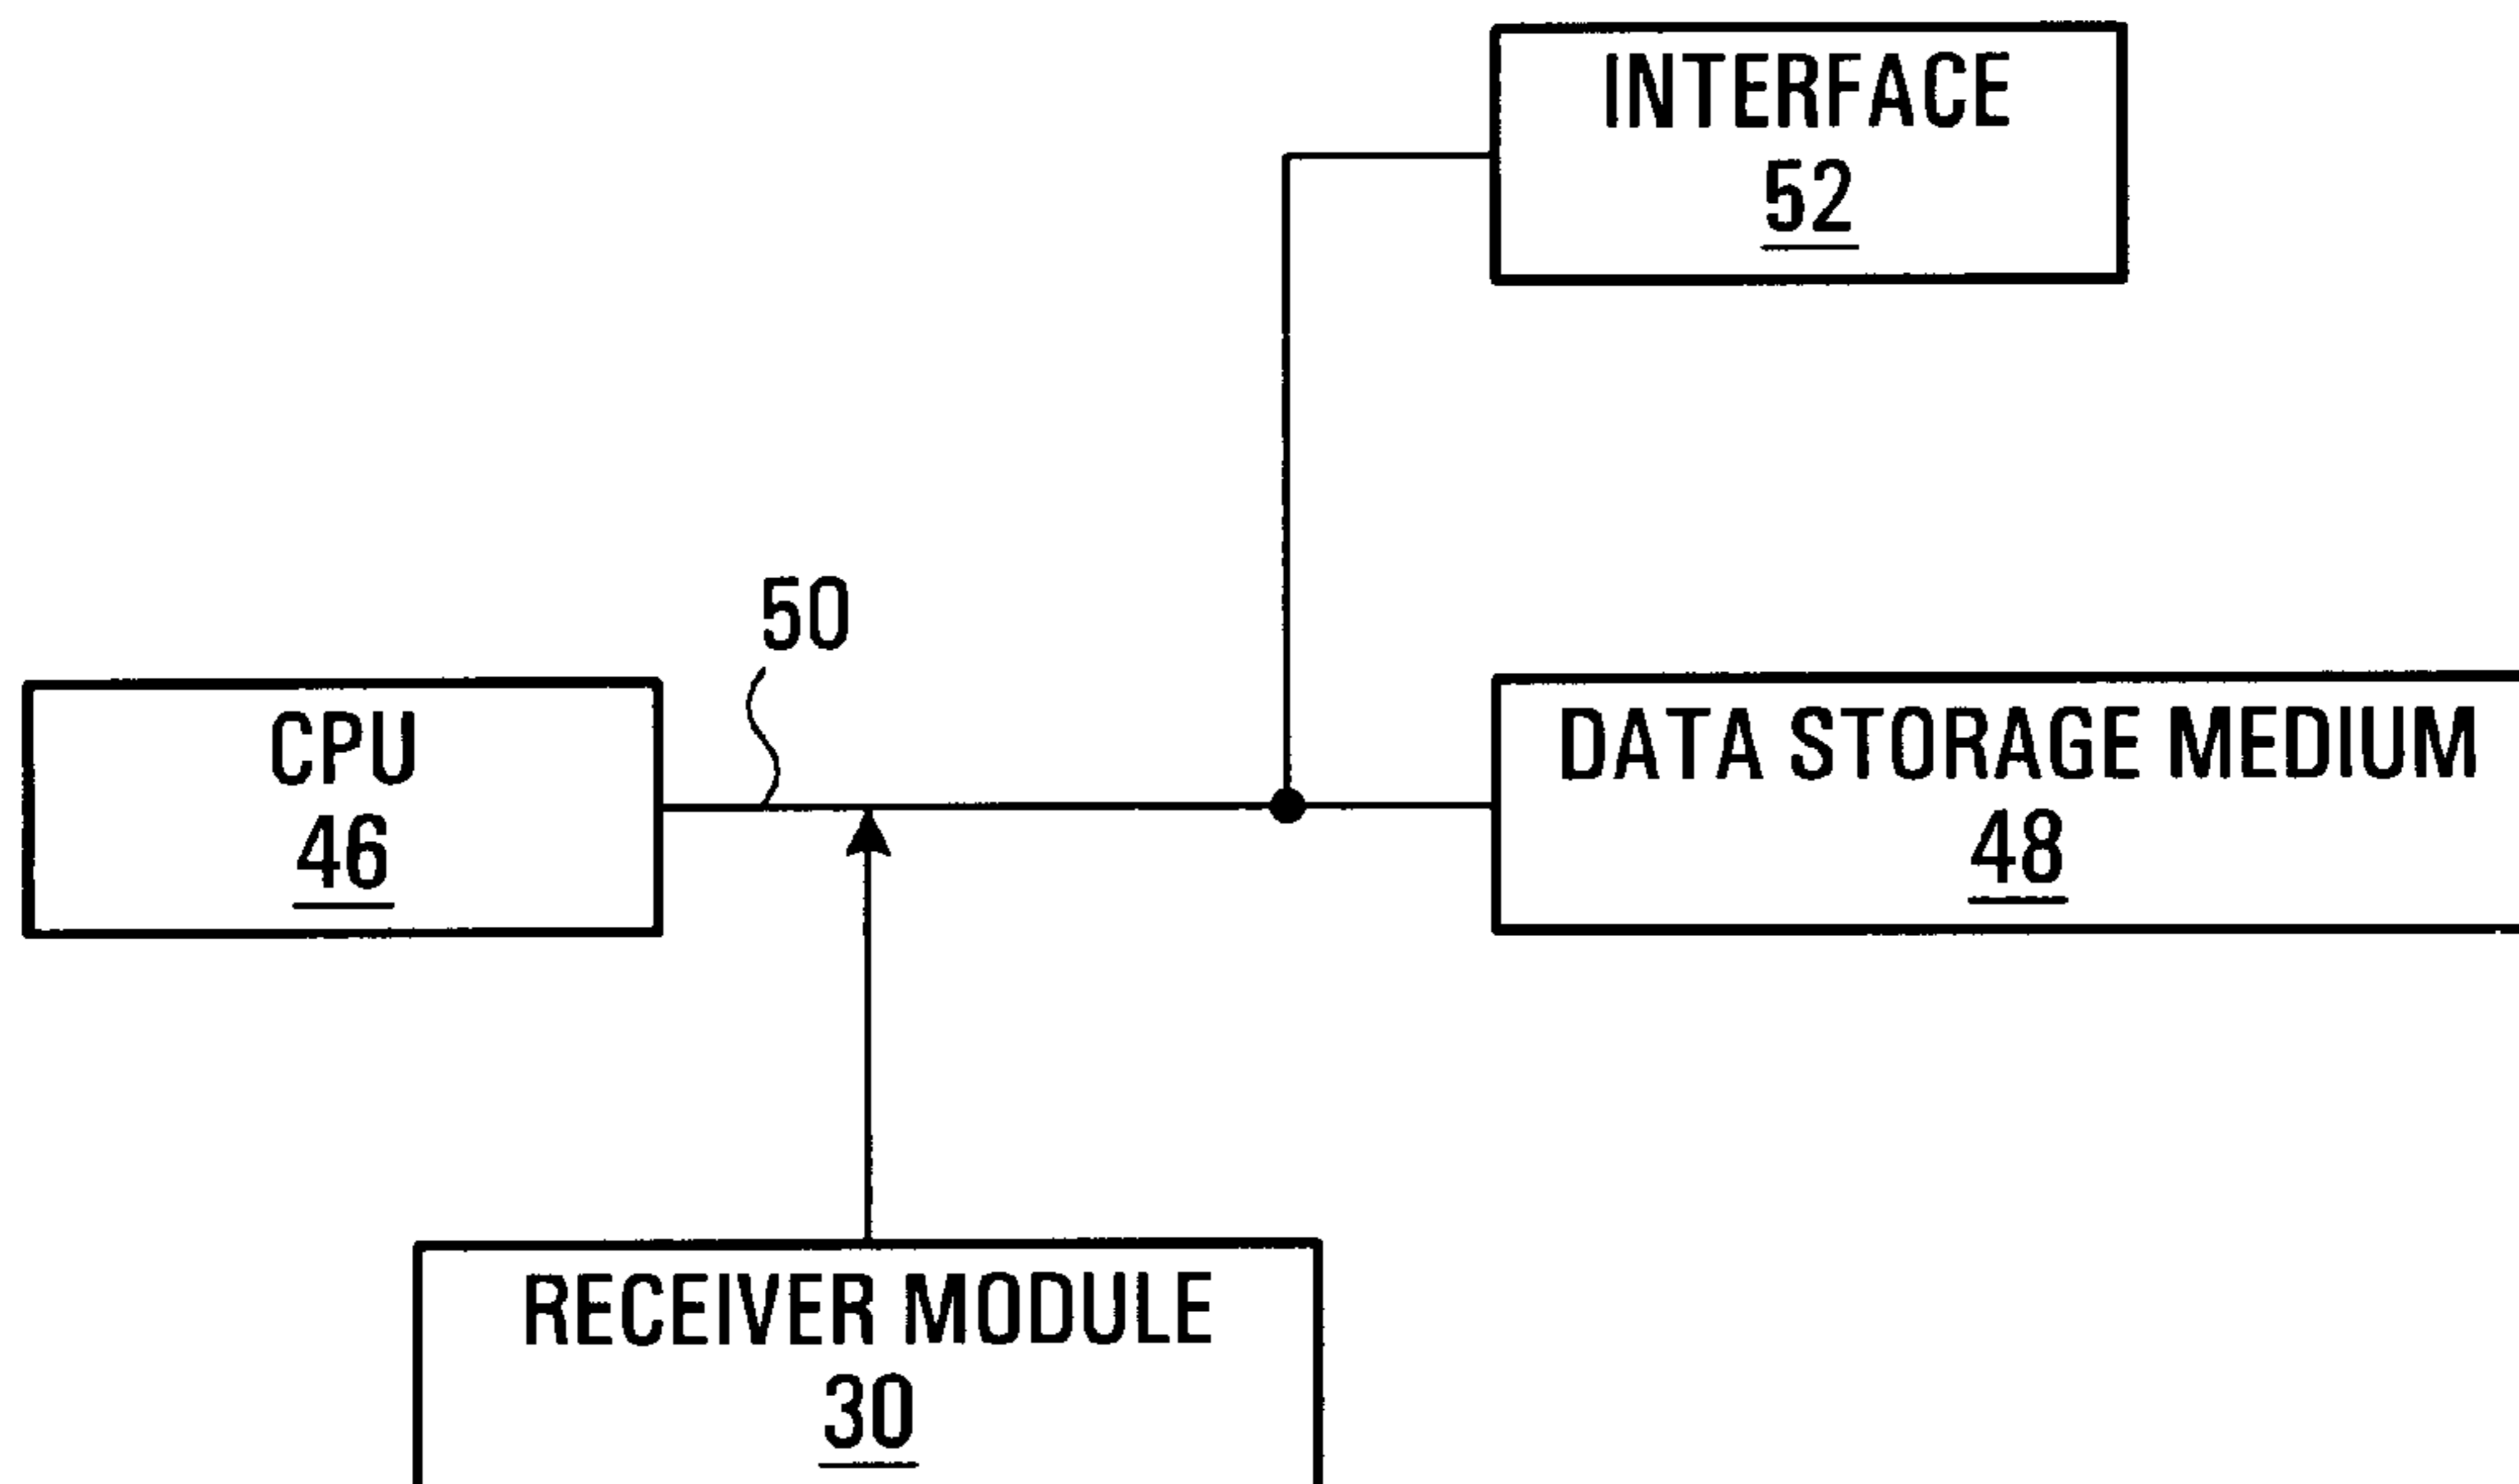 INTERFACE
52
50
CPU
46
DATA STORAGE MEDIUM
48
RECEIVER MODULE
30